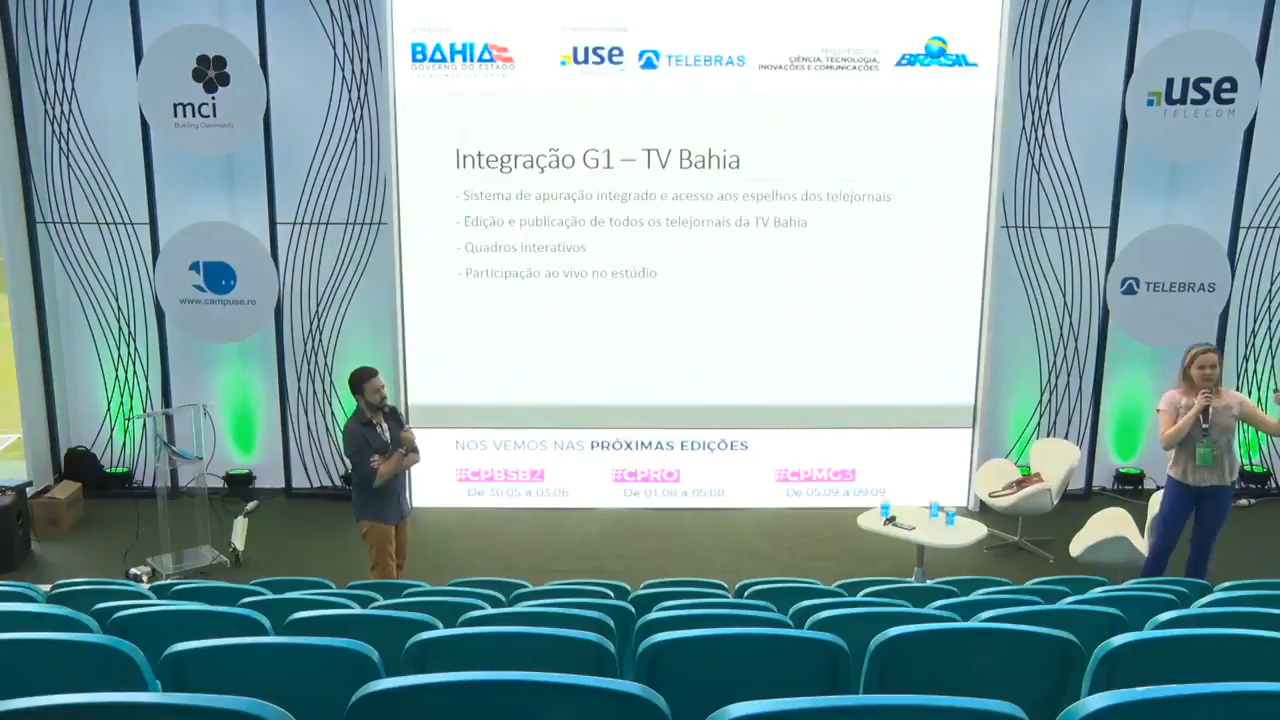 BAHIA
GOVERNO DO ESTADO
use
TELEBRAS
CIÊNCIA, TECNOLOGIA,
INOVAÇÕES E COMUNICAÇÕES
BRASIL
mci
Building Community
use
TELECOM
www.campuse.ro
TELEBRAS
Integração G1 – TV Bahia
- Sistema de apuração integrado e acesso aos espelhos dos telejornais
- Edição e publicação de todos os telejornais da TV Bahia
- Quadros interativos
- Participação ao vivo no estúdio
NOS VEMOS NAS PRÓXIMAS EDIÇÕES
#CPBSB2 #CPRO #CPMG3
De 30.05 a 03.06 De 01.08 a 05.08 De 05.09 a 09.09